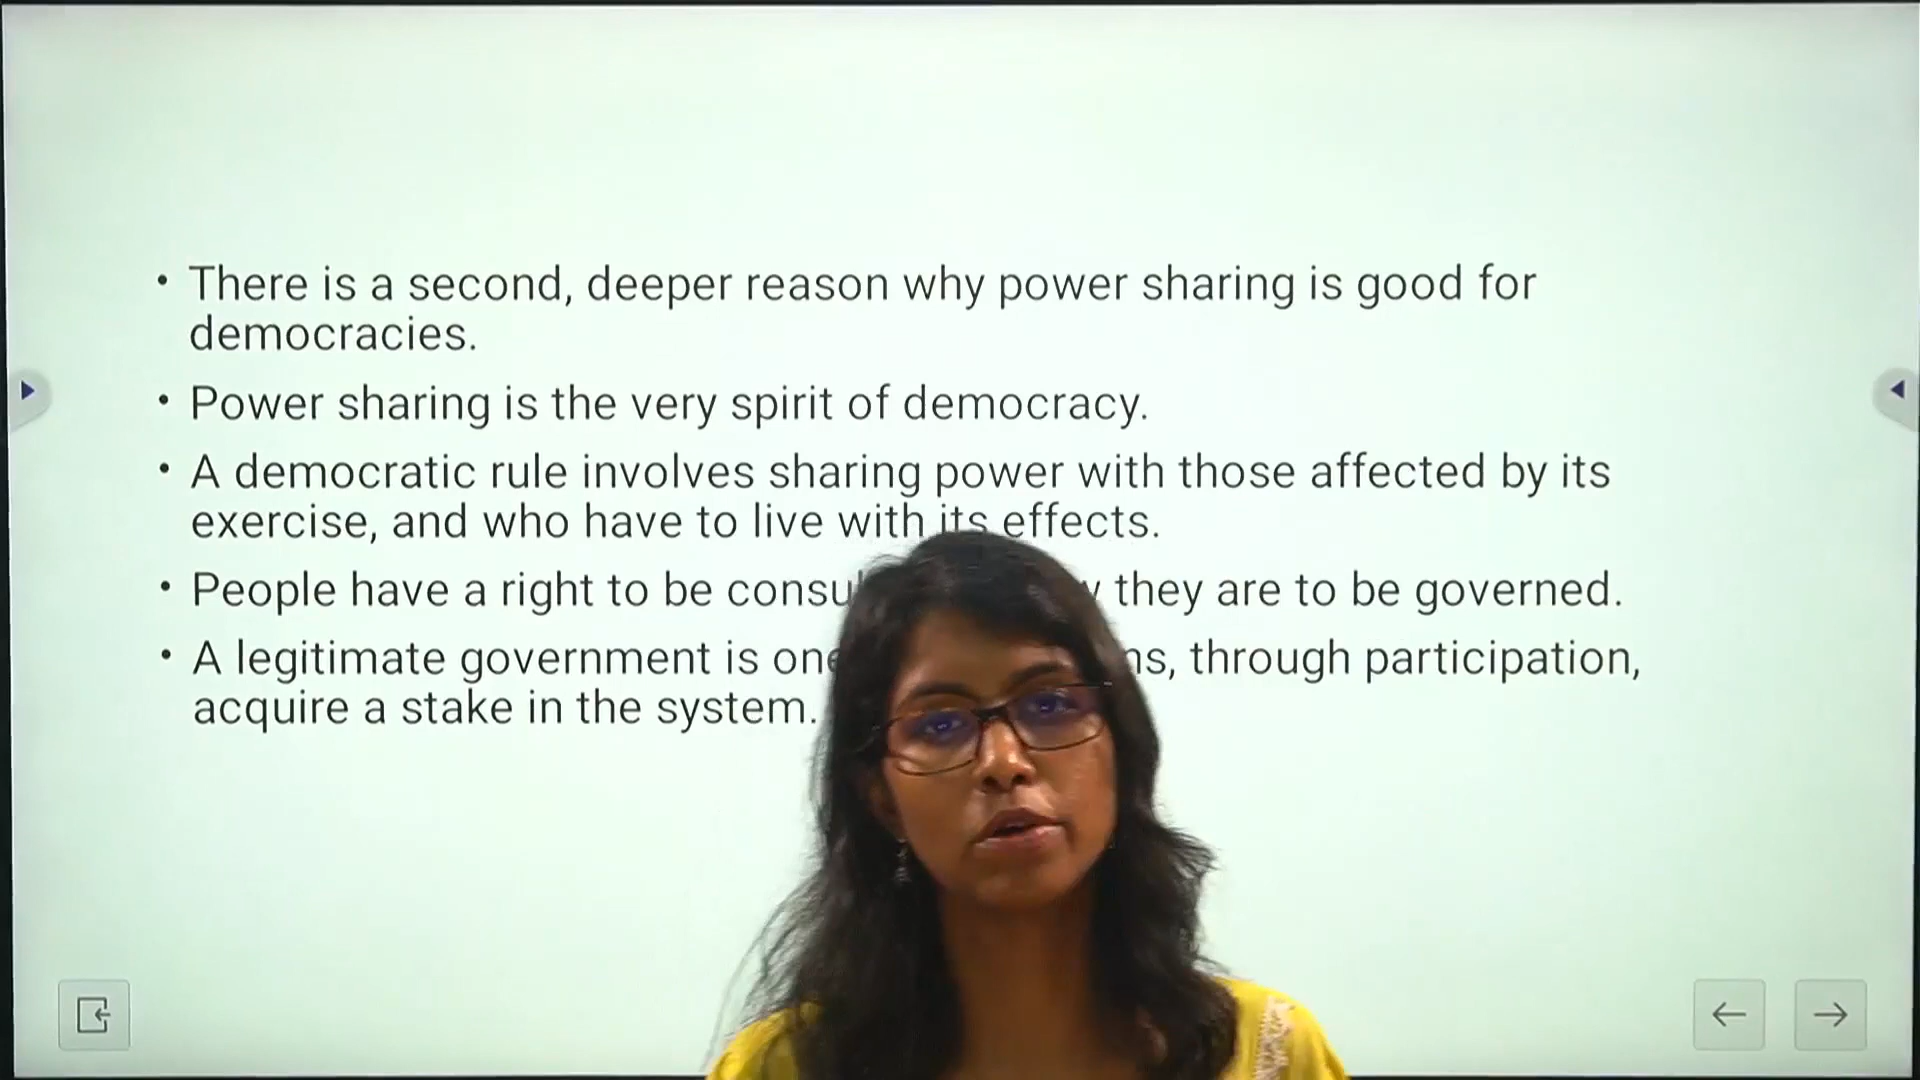 • There is a second, deeper reason why power sharing is good for
democracies.
• Power sharing is the very spirit of democracy.
• A democratic rule involves sharing power with those affected by its
exercise, and who have to live with its effects.
• People have a right to be they are to be governed.
• A legitimate government is through participation,
acquire a stake in the system.